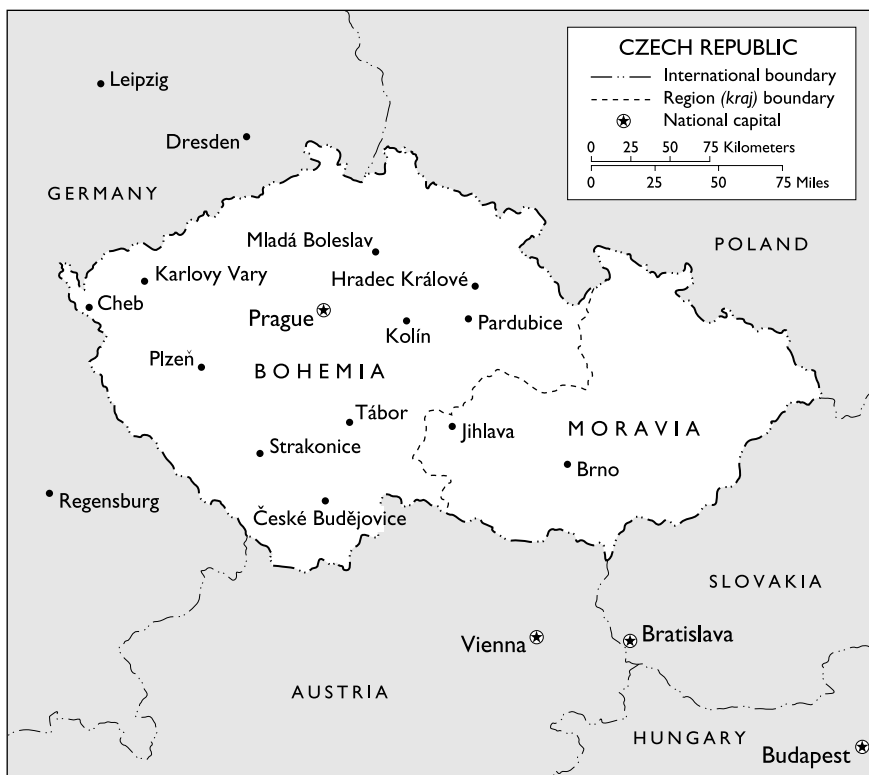 CZECH REPUBLIC
International boundary
Region (kraj) boundary
National capital
0 25 50 75 Kilometers
0 25 50 75 Miles
Leipzig
Dresden
GERMANY
POLAND
Mladá Boleslav
Karlovy Vary
Hradec Králové
Cheb
Prague
Kolín
Pardubice
Plzeň
BOHEMIA
Tábor
Jihlava
MORAVIA
Strakonice
Brno
Regensburg
České Budějovice
SLOVAKIA
Vienna
Bratislava
AUSTRIA
HUNGARY
Budapest